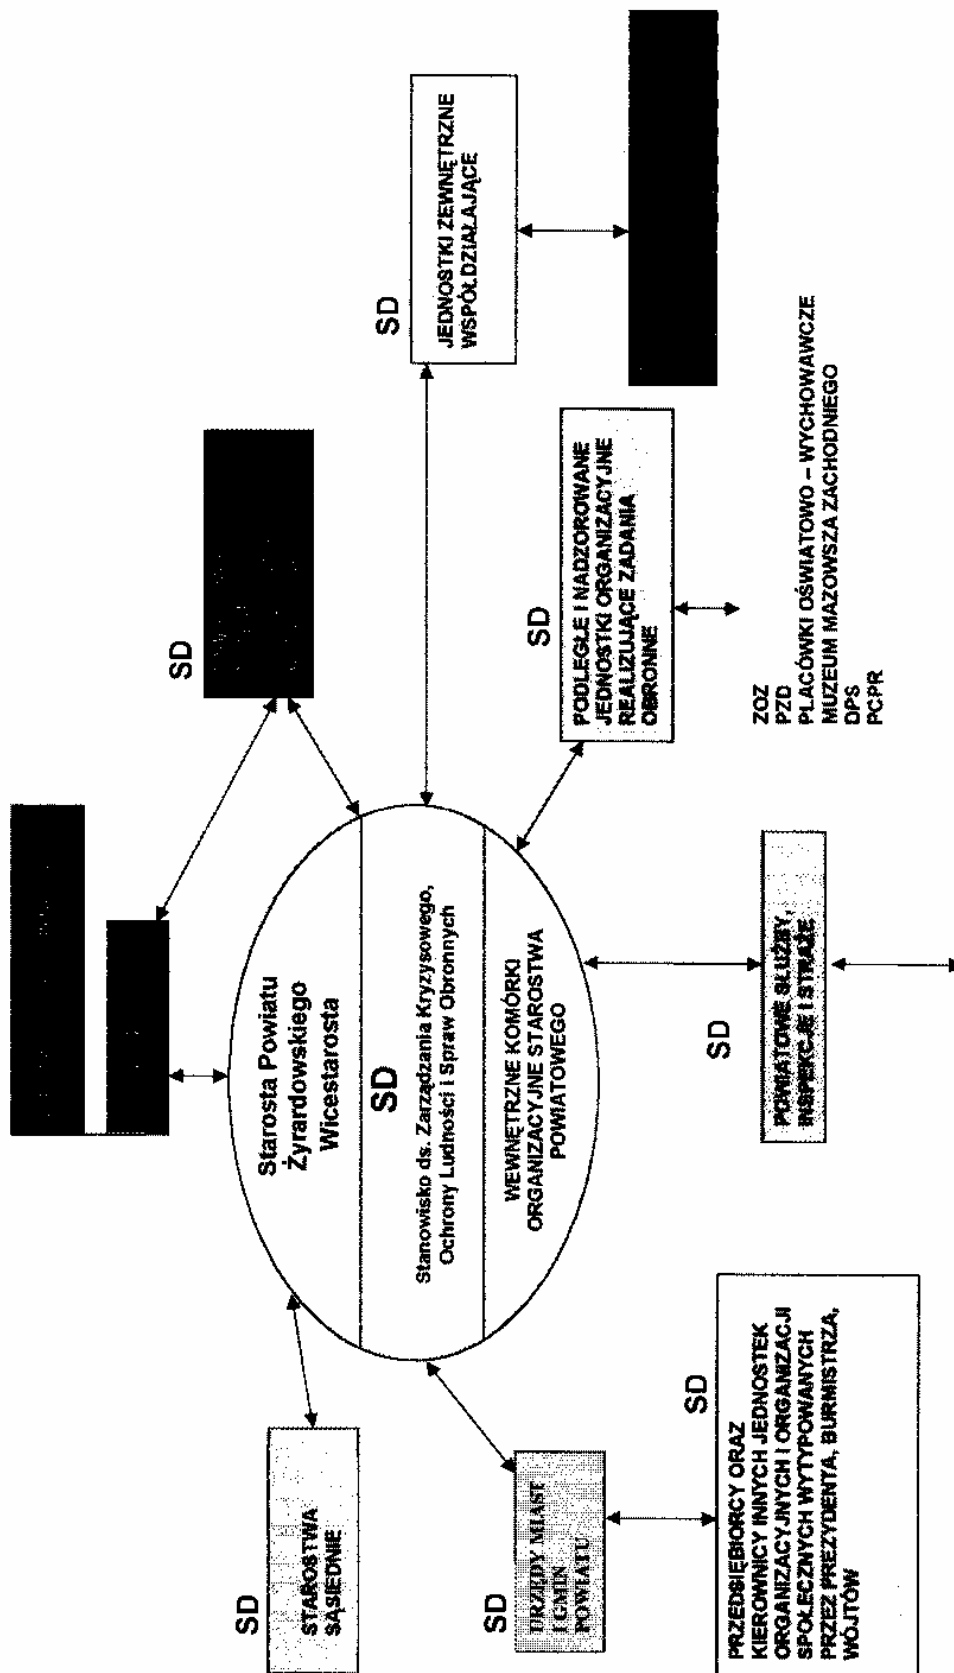 SD
JEDNOSTKI ZEWNĘTRZNE
WSPÓŁDZIAŁAJĄCE
SD
SD
PODLEGŁE I NADZOROWANE
JEDNOSTKI ORGANIZACYJNE
REALIZUJĄCE ZADANIA
OBRONNE
ZOZ
PZD
PLACÓWKI OŚWIATOWO – WYCHOWAWCZE
MUZEUM MAZOWSZA ZACHODNIEGO
DPS
PCPR
Starosta Powiatu
Żyrardowskiego
Wicestarosta
SD
Stanowisko ds. Zarządzania Kryzysowego,
Ochrony Ludności i Spraw Obronnych
WEWNĘTRZNE KOMÓRKI
ORGANIZACYJNE STAROSTWA
POWIATOWEGO
SD
POWIATOWE SŁUŻBY,
INSPEKCJE I STRAŻE
SD
STAROSTWA
SĄSIEDNIE
SD
URZĘDY MIAST
I GMIN
POWIATU
SD
PRZEDSIĘBIORCY ORAZ
KIEROWNICY INNYCH JEDNOSTEK
ORGANIZACYJNYCH I ORGANIZACJI
SPOŁECZNYCH WYTYPOWANYCH
PRZEZ PREZYDENTA, BURMISTRZA,
WÓJTÓW